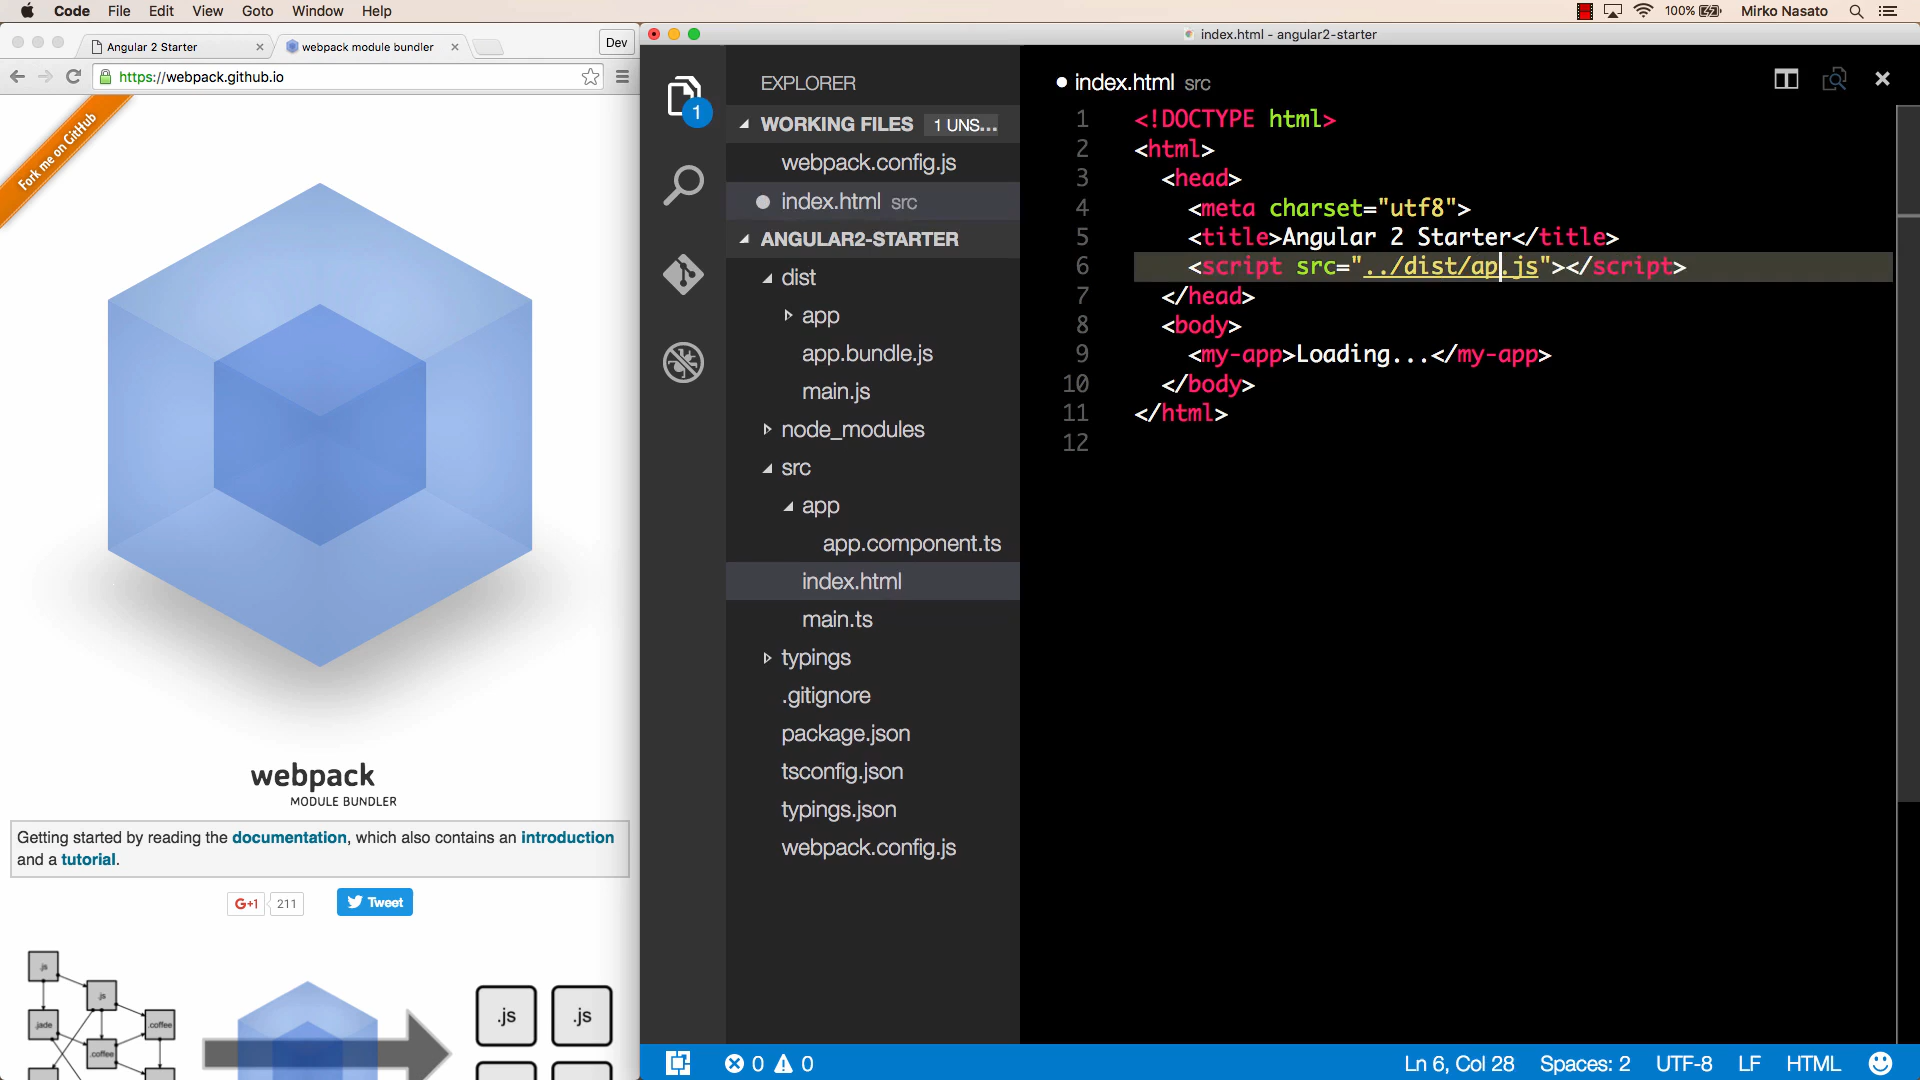 Code File Edit View Goto Window Help
100% Mirko Nasato
Angular 2 Starter
webpack module bundler
Dev
https://webpack.github.io
Fork me on GitHub
webpack
MODULE BUNDLER
Getting started by reading the documentation, which also contains an introduction
and a tutorial.
G+1 211
Tweet
.js
.js
.jade
.coffee
.coffee
.js
.js
index.html - angular2-starter
1
EXPLORER
WORKING FILES 1 UNS...
webpack.config.js
index.html src
ANGULAR2-STARTER
dist
app
app.bundle.js
main.js
node_modules
src
app
app.component.ts
index.html
main.ts
typings
.gitignore
package.json
tsconfig.json
typings.json
webpack.config.js
index.html src
1 <!DOCTYPE html>
2 <html>
3 <head>
4 <meta charset="utf8">
5 <title>Angular 2 Starter</title>
6 <script src="../dist/ap.js"></script>
7 </head>
8 <body>
9 <my-app>Loading...</my-app>
10 </body>
11 </html>
12
0 0
Ln 6, Col 28 Spaces: 2 UTF-8 LF HTML